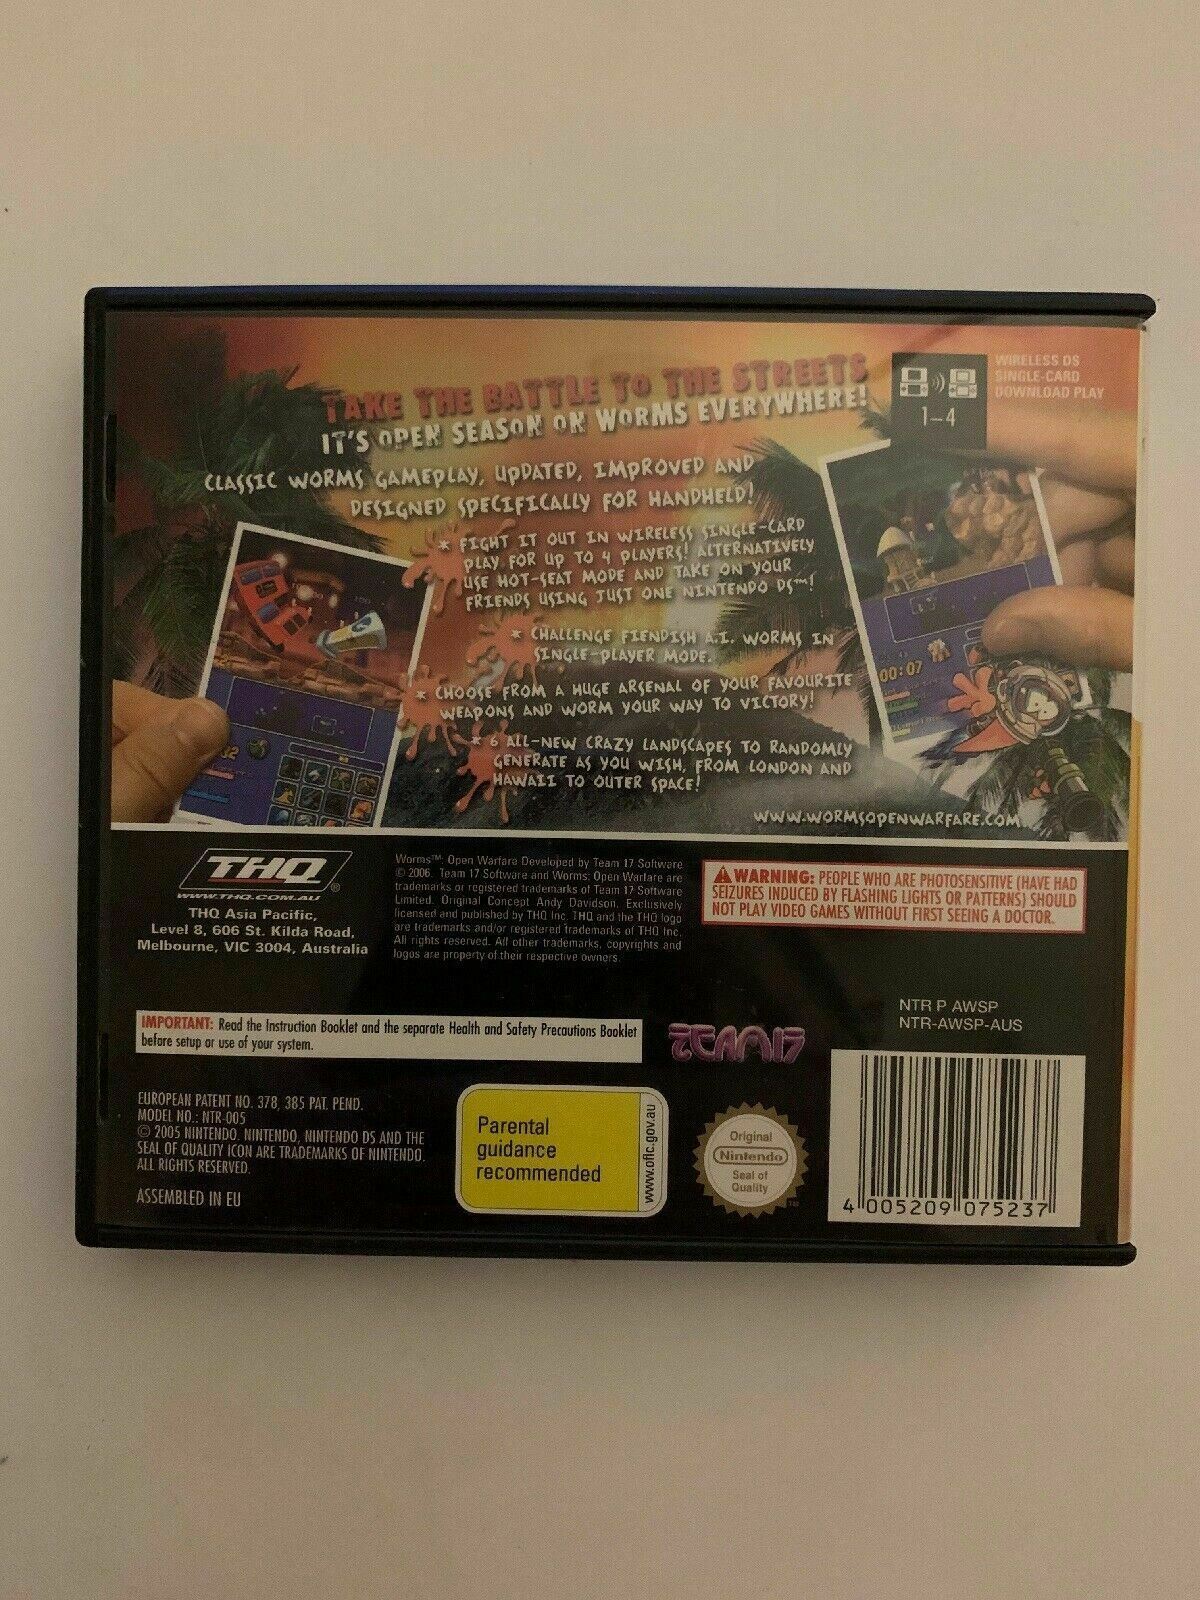 TAKE THE BATTLE TO THE STREETS
IT'S OPEN SEASON ON WORMS EVERYWHERE!
CLASSIC WORMS GAMEPLAY, UPDATED, IMPROVED AND
DESIGNED SPECIFICALLY FOR HANDHELD!
* FIGHT IT OUT IN WIRELESS SINGLE-CARD
PLAY FOR UP TO 4 PLAYERS! ALTERNATIVELY
USE HOT-SEAT MODE AND TAKE ON YOUR
FRIENDS USING JUST ONE NINTENDO DS™!
* CHALLENGE FIENDISH A.I. WORMS IN
SINGLE-PLAYER MODE.
* CHOOSE FROM A HUGE ARSENAL OF YOUR FAVOURITE
WEAPONS AND WORM YOUR WAY TO VICTORY!
* 6 ALL-NEW CRAZY LANDSCAPES TO RANDOMLY
GENERATE AS YOU WISH, FROM LONDON AND
HAWAII TO OUTER SPACE!
WWW.WORMSOPENWARFARE.COM
1-4
WIRELESS DS
SINGLE-CARD
DOWNLOAD PLAY
00:07
32
THQ®
WWW.THQ.COM.AU
THQ Asia Pacific,
Level 8, 606 St. Kilda Road,
Melbourne, VIC 3004, Australia
Worms™: Open Warfare Developed by Team 17 Software
© 2006. Team 17 Software and Worms: Open Warfare are
trademarks or registered trademarks of Team 17 Software
Limited. Original Concept Andy Davidson. Exclusively
licensed and published by THQ Inc. THQ and the THQ logo
are trademarks and/or registered trademarks of THQ Inc.
All rights reserved. All other trademarks, copyrights and
logos are property of their respective owners.
WARNING: PEOPLE WHO ARE PHOTOSENSITIVE (HAVE HAD
SEIZURES INDUCED BY FLASHING LIGHTS OR PATTERNS) SHOULD
NOT PLAY VIDEO GAMES WITHOUT FIRST SEEING A DOCTOR.
NTR P AWSP
NTR-AWSP-AUS
IMPORTANT: Read the Instruction Booklet and the separate Health and Safety Precautions Booklet
before setup or use of your system.
TEAM17
EUROPEAN PATENT NO. 378, 385 PAT. PEND.
MODEL NO.: NTR-005
© 2005 NINTENDO. NINTENDO, NINTENDO DS AND THE
SEAL OF QUALITY ICON ARE TRADEMARKS OF NINTENDO.
ALL RIGHTS RESERVED.
ASSEMBLED IN EU
Parental
guidance
recommended
www.oflc.gov.au
Original
Nintendo
Seal of
Quality
TM
4 005209 075237